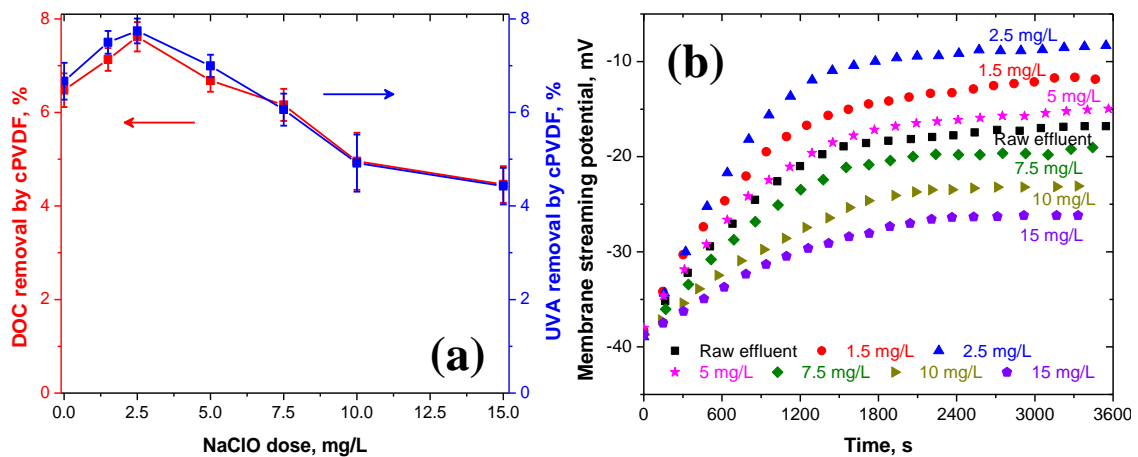 DOC removal by cPVDF, %
8
6
4
2
0
0.0 2.5 5.0 7.5 10.0 12.5 15.0
NaClO dose, mg/L
8
6
4
2
0
UVA removal by cPVDF, %
(a)
Membrane streaming potential, mV
-10
-20
-30
-40
(b)
2.5 mg/L
1.5 mg/L
5 mg/L
Raw effluent
7.5 mg/L
10 mg/L
15 mg/L
Raw effluent 1.5 mg/L 2.5 mg/L
5 mg/L 7.5 mg/L 10 mg/L 15 mg/L
0 600 1200 1800 2400 3000 3600
Time, s